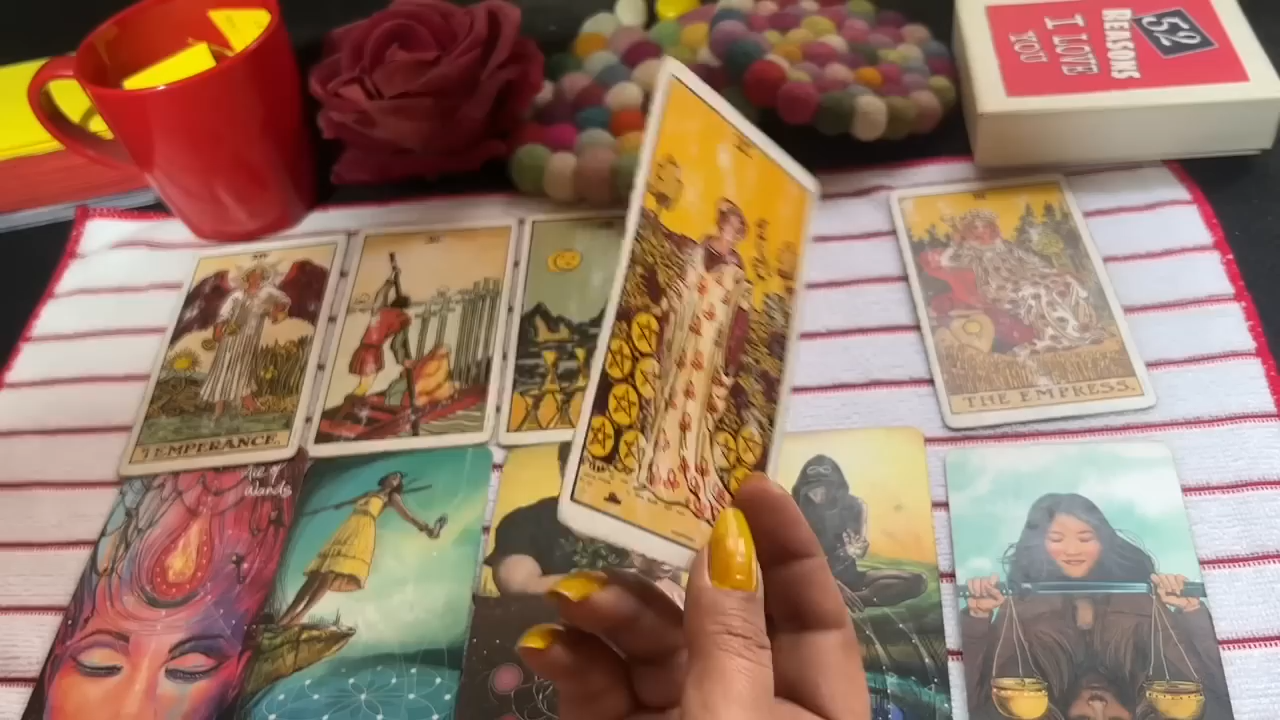 52
REASONS
I LOVE
YOU
TEMPERANCE.
THE EMPRESS.
Ace of
Wands